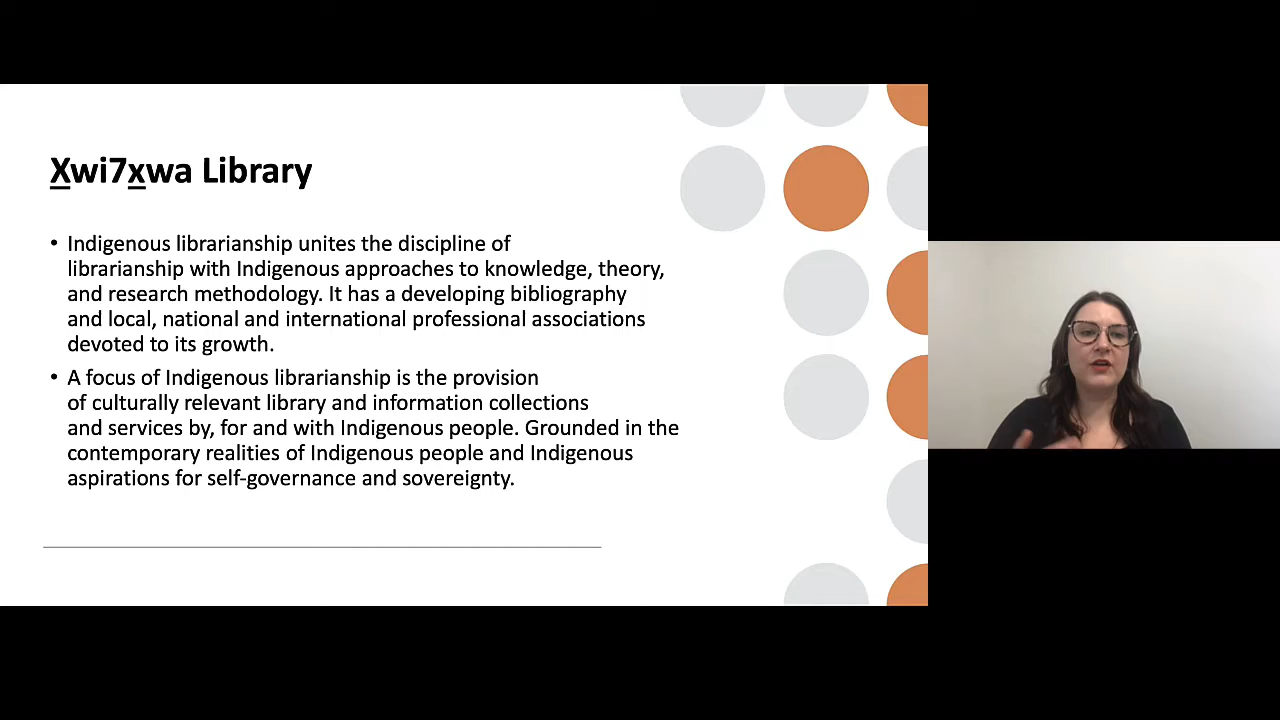 X̲wi7x̲wa Library
• Indigenous librarianship unites the discipline of
librarianship with Indigenous approaches to knowledge, theory,
and research methodology. It has a developing bibliography
and local, national and international professional associations
devoted to its growth.
• A focus of Indigenous librarianship is the provision
of culturally relevant library and information collections
and services by, for and with Indigenous people. Grounded in the
contemporary realities of Indigenous people and Indigenous
aspirations for self-governance and sovereignty.